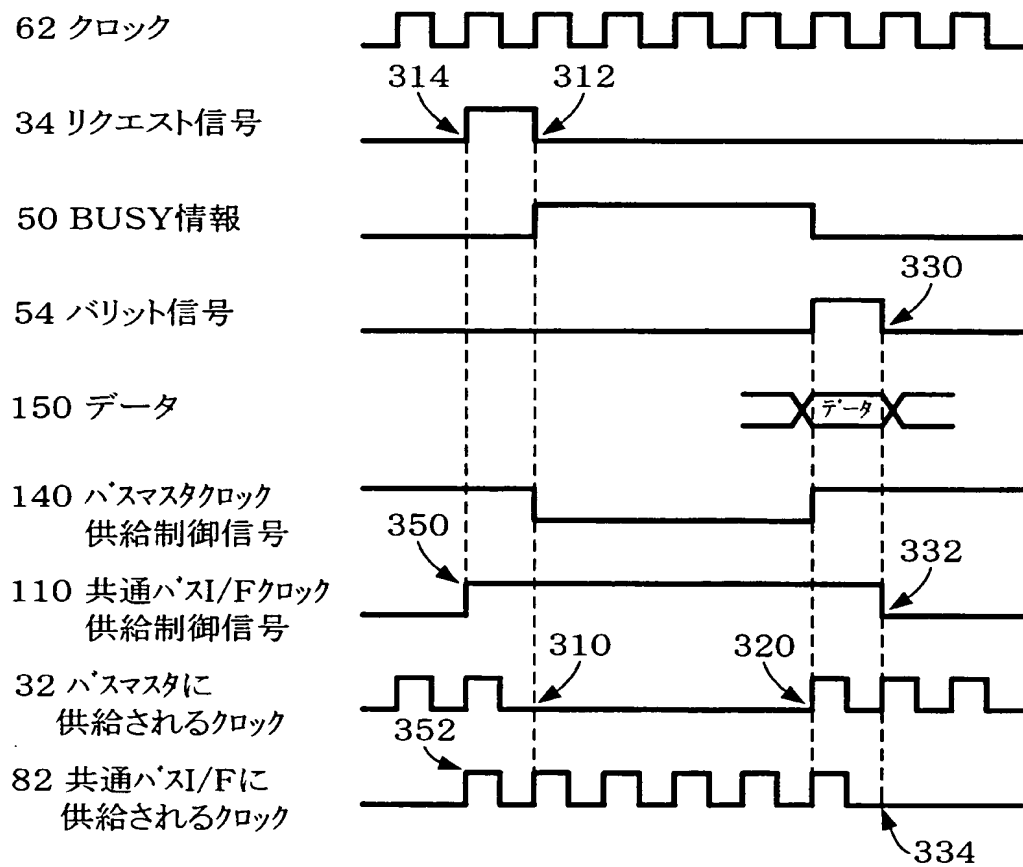 62 クロック
314
312
34 リクエスト信号
50 BUSY情報
330
54 バリット信号
150 データ
データ
140 バスマスタクロック
供給制御信号
350
332
110 共通バスI/Fクロック
供給制御信号
310
320
32 バスマスタに
供給されるクロック
352
82 共通バスI/Fに
供給されるクロック
334